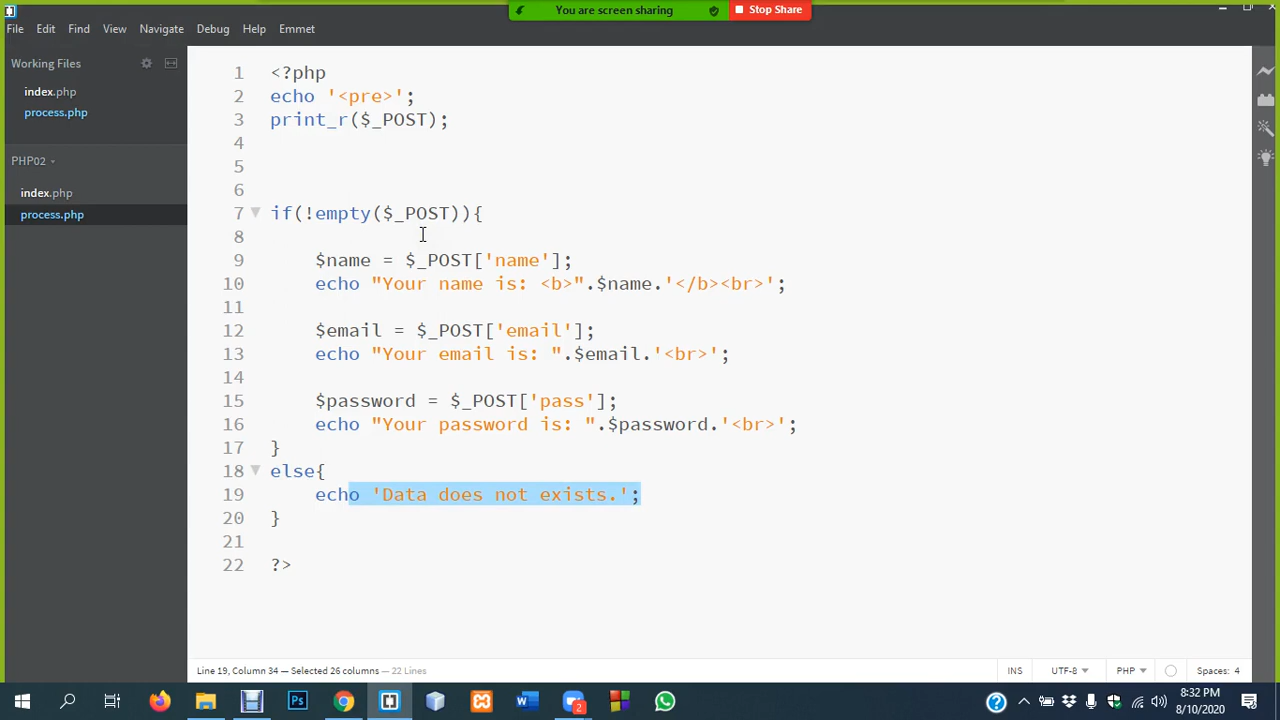 You are screen sharing
Stop Share
File Edit Find View Navigate Debug Help Emmet
Working Files
index.php
process.php
PHP02
index.php
process.php
1 <?php
2 echo '<pre>';
3 print_r($_POST);
4
5
6
7 if(!empty($_POST)){
8
9 $name = $_POST['name'];
10 echo "Your name is: <b>".$name.'</b><br>';
11
12 $email = $_POST['email'];
13 echo "Your email is: ".$email.'<br>';
14
15 $password = $_POST['pass'];
16 echo "Your password is: ".$password.'<br>';
17 }
18 else{
19 echo 'Data does not exists.';
20 }
21
22 ?>
Line 19, Column 34 — Selected 26 columns — 22 Lines
INS UTF-8 PHP Spaces: 4
Ps
W
2
8:32 PM
8/10/2020